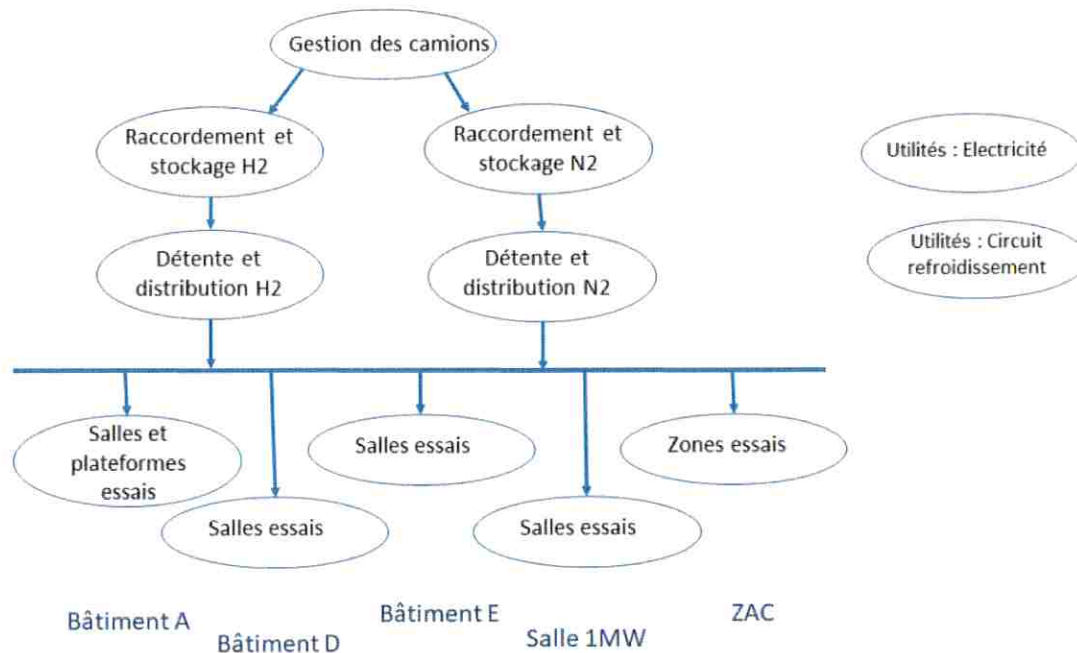 Gestion des camions
Raccordement et
stockage H2
Raccordement et
stockage N2
Utilités : Electricité
Détente et
distribution H2
Détente et
distribution N2
Utilités : Circuit
refroidissement
Salles et
plateformes
essais
Salles essais
Salles essais
Salles essais
Zones essais
Bâtiment A
Bâtiment D
Bâtiment E
Salle 1MW
ZAC